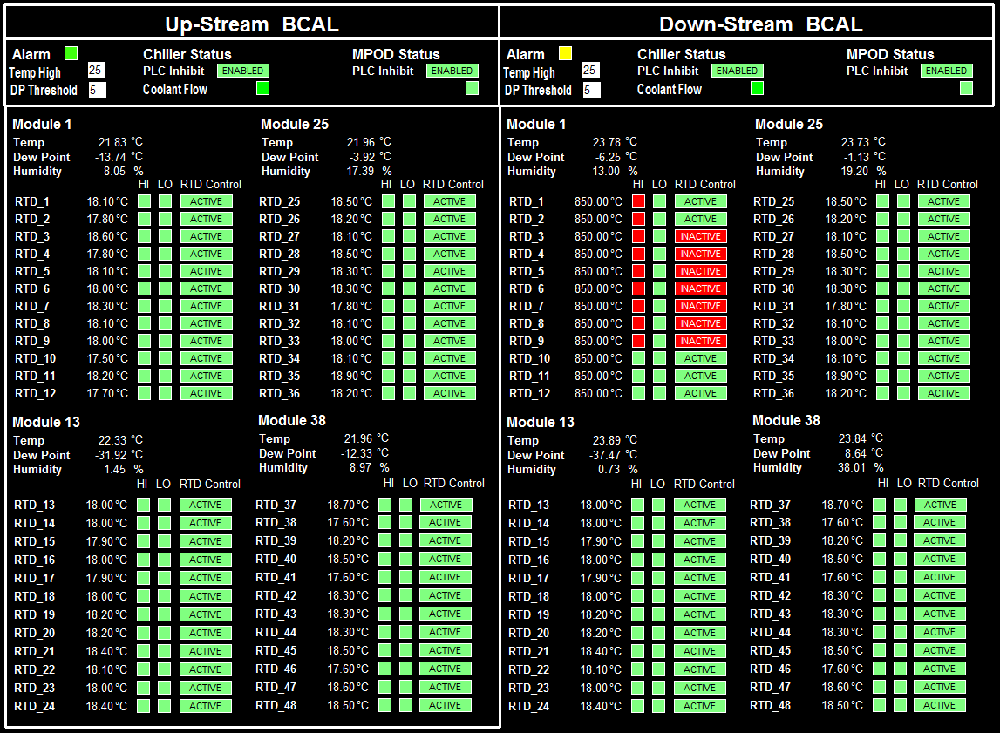 Up-Stream BCAL
Alarm
Chiller Status
MPOD Status
Temp High 25
PLC Inhibit ENABLED
PLC Inhibit ENABLED
DP Threshold 5
Coolant Flow
Module 1
Temp 21.83 °C
Dew Point -13.74 °C
Humidity 8.05 %
HI LO RTD Control
RTD_1 18.10°C ACTIVE
RTD_2 17.80°C ACTIVE
RTD_3 18.60°C ACTIVE
RTD_4 17.80°C ACTIVE
RTD_5 18.10°C ACTIVE
RTD_6 18.00°C ACTIVE
RTD_7 18.30°C ACTIVE
RTD_8 18.10°C ACTIVE
RTD_9 18.00°C ACTIVE
RTD_10 17.50°C ACTIVE
RTD_11 18.20°C ACTIVE
RTD_12 17.70°C ACTIVE
Module 25
Temp 21.96 °C
Dew Point -3.92 °C
Humidity 17.39 %
HI LO RTD Control
RTD_25 18.50°C ACTIVE
RTD_26 18.20°C ACTIVE
RTD_27 18.10°C ACTIVE
RTD_28 18.50°C ACTIVE
RTD_29 18.30°C ACTIVE
RTD_30 18.30°C ACTIVE
RTD_31 17.80°C ACTIVE
RTD_32 18.10°C ACTIVE
RTD_33 18.00°C ACTIVE
RTD_34 18.10°C ACTIVE
RTD_35 18.90°C ACTIVE
RTD_36 18.20°C ACTIVE
Module 13
Temp 22.33 °C
Dew Point -31.92 °C
Humidity 1.45 %
HI LO RTD Control
RTD_13 18.00°C ACTIVE
RTD_14 18.00°C ACTIVE
RTD_15 17.90°C ACTIVE
RTD_16 18.00°C ACTIVE
RTD_17 17.90°C ACTIVE
RTD_18 18.00°C ACTIVE
RTD_19 18.20°C ACTIVE
RTD_20 18.20°C ACTIVE
RTD_21 18.40°C ACTIVE
RTD_22 18.10°C ACTIVE
RTD_23 18.00°C ACTIVE
RTD_24 18.40°C ACTIVE
Module 38
Temp 21.96 °C
Dew Point -12.33 °C
Humidity 8.97 %
HI LO RTD Control
RTD_37 18.70°C ACTIVE
RTD_38 17.60°C ACTIVE
RTD_39 18.20°C ACTIVE
RTD_40 18.50°C ACTIVE
RTD_41 17.60°C ACTIVE
RTD_42 18.30°C ACTIVE
RTD_43 18.30°C ACTIVE
RTD_44 18.30°C ACTIVE
RTD_45 18.50°C ACTIVE
RTD_46 17.60°C ACTIVE
RTD_47 18.60°C ACTIVE
RTD_48 18.50°C ACTIVE
Down-Stream BCAL
Alarm
Chiller Status
MPOD Status
Temp High 25
PLC Inhibit ENABLED
PLC Inhibit ENABLED
DP Threshold 5
Coolant Flow
Module 1
Temp 23.78 °C
Dew Point -6.25 °C
Humidity 13.00 %
HI LO RTD Control
RTD_1 850.00°C ACTIVE
RTD_2 850.00°C ACTIVE
RTD_3 850.00°C INACTIVE
RTD_4 850.00°C INACTIVE
RTD_5 850.00°C INACTIVE
RTD_6 850.00°C INACTIVE
RTD_7 850.00°C INACTIVE
RTD_8 850.00°C INACTIVE
RTD_9 850.00°C INACTIVE
RTD_10 850.00°C ACTIVE
RTD_11 850.00°C ACTIVE
RTD_12 850.00°C ACTIVE
Module 25
Temp 23.73 °C
Dew Point -1.13 °C
Humidity 19.20 %
HI LO RTD Control
RTD_25 18.50°C ACTIVE
RTD_26 18.20°C ACTIVE
RTD_27 18.10°C ACTIVE
RTD_28 18.50°C ACTIVE
RTD_29 18.30°C ACTIVE
RTD_30 18.30°C ACTIVE
RTD_31 17.80°C ACTIVE
RTD_32 18.10°C ACTIVE
RTD_33 18.00°C ACTIVE
RTD_34 18.10°C ACTIVE
RTD_35 18.90°C ACTIVE
RTD_36 18.20°C ACTIVE
Module 13
Temp 23.89 °C
Dew Point -37.47 °C
Humidity 0.73 %
HI LO RTD Control
RTD_13 18.00°C ACTIVE
RTD_14 18.00°C ACTIVE
RTD_15 17.90°C ACTIVE
RTD_16 18.00°C ACTIVE
RTD_17 17.90°C ACTIVE
RTD_18 18.00°C ACTIVE
RTD_19 18.20°C ACTIVE
RTD_20 18.20°C ACTIVE
RTD_21 18.40°C ACTIVE
RTD_22 18.10°C ACTIVE
RTD_23 18.00°C ACTIVE
RTD_24 18.40°C ACTIVE
Module 38
Temp 23.84 °C
Dew Point 8.64 °C
Humidity 38.01 %
HI LO RTD Control
RTD_37 18.70°C ACTIVE
RTD_38 17.60°C ACTIVE
RTD_39 18.20°C ACTIVE
RTD_40 18.50°C ACTIVE
RTD_41 17.60°C ACTIVE
RTD_42 18.30°C ACTIVE
RTD_43 18.30°C ACTIVE
RTD_44 18.30°C ACTIVE
RTD_45 18.50°C ACTIVE
RTD_46 17.60°C ACTIVE
RTD_47 18.60°C ACTIVE
RTD_48 18.50°C ACTIVE